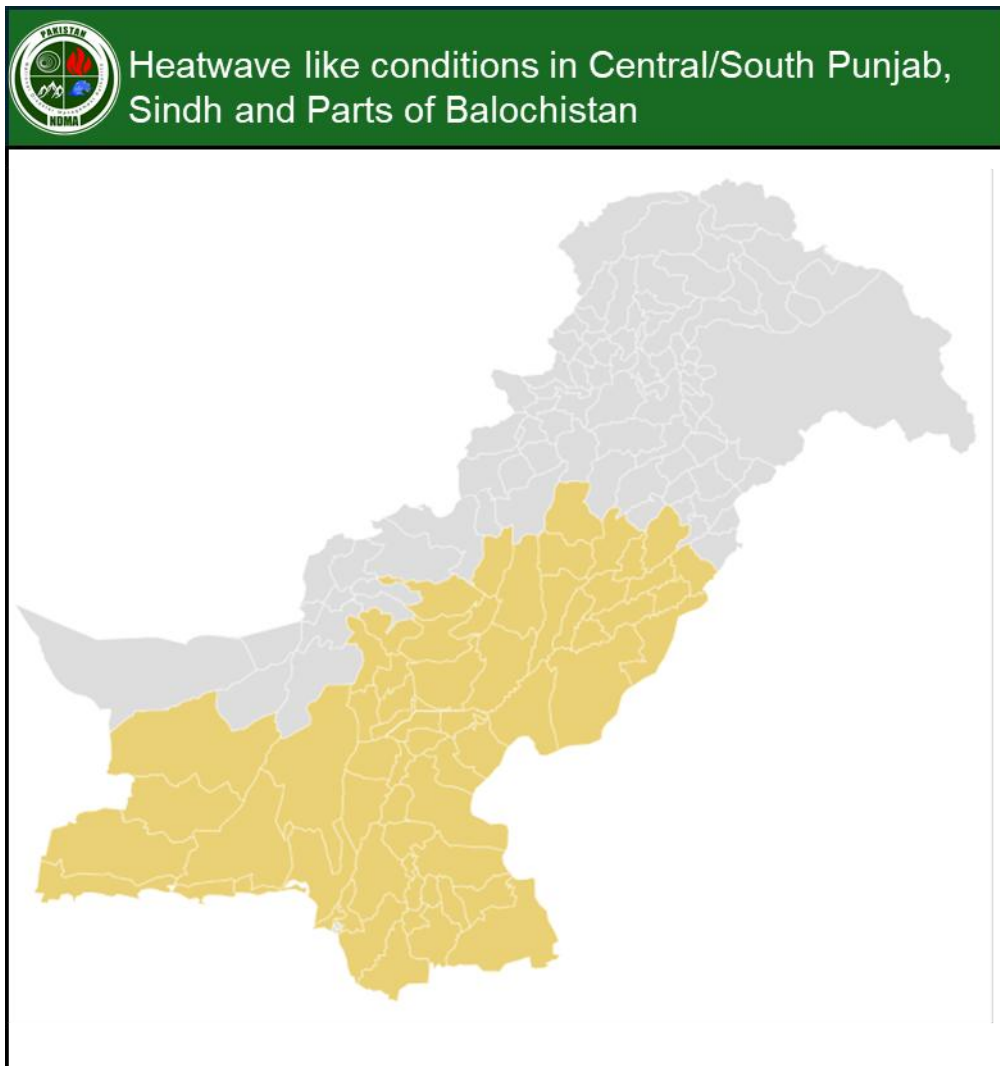 PAKISTAN
NDMA
Heatwave like conditions in Central/South Punjab,
Sindh and Parts of Balochistan